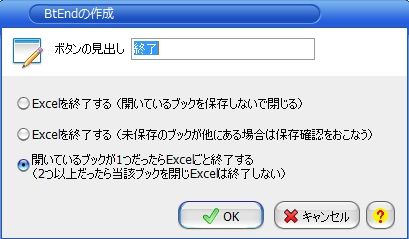 BtEndの作成
ボタンの見出し 終了
Excelを終了する（開いているブックを保存しないで閉じる）
Excelを終了する（未保存のブックが他にある場合は保存確認をおこなう）
開いているブックが1つだったらExcelごと終了する
（2つ以上だったら当該ブックを閉じExcelは終了しない）
OK キャンセル ?